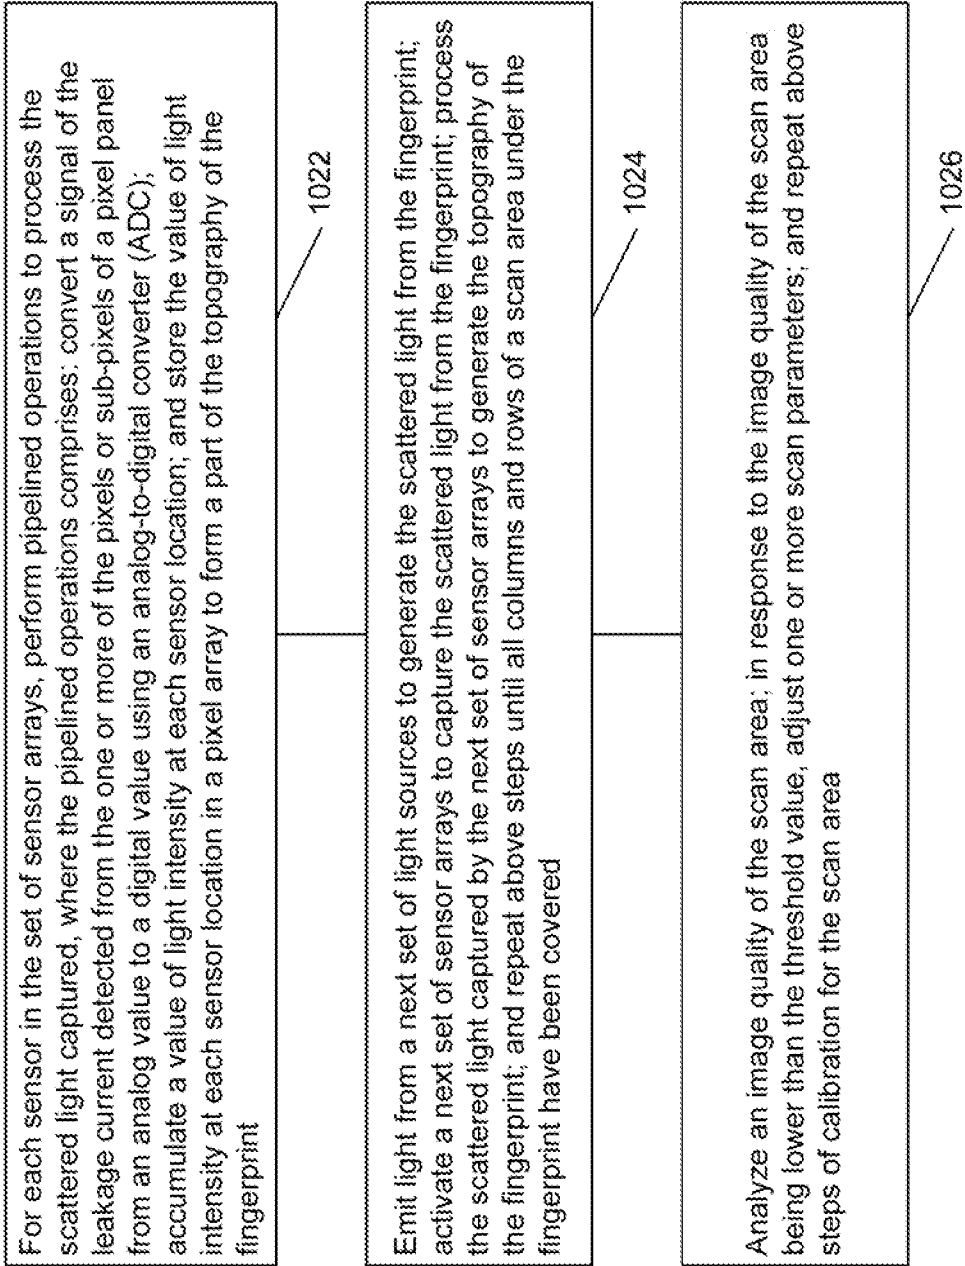 For each sensor in the set of sensor arrays, perform pipelined operations to process the
scattered light captured, where the pipelined operations comprises: convert a signal of the
leakage current detected from the one or more of the pixels or sub-pixels of a pixel panel
from an analog value to a digital value using an analog-to-digital converter (ADC);
accumulate a value of light intensity at each sensor location; and store the value of light
intensity at each sensor location in a pixel array to form a part of the topography of the
fingerprint
1022
Emit light from a next set of light sources to generate the scattered light from the fingerprint;
activate a next set of sensor arrays to capture the scattered light from the fingerprint; process
the scattered light captured by the next set of sensor arrays to generate the topography of
the fingerprint; and repeat above steps until all columns and rows of a scan area under the
fingerprint have been covered
1024
Analyze an image quality of the scan area; in response to the image quality of the scan area
being lower than the threshold value, adjust one or more scan parameters; and repeat above
steps of calibration for the scan area
1026